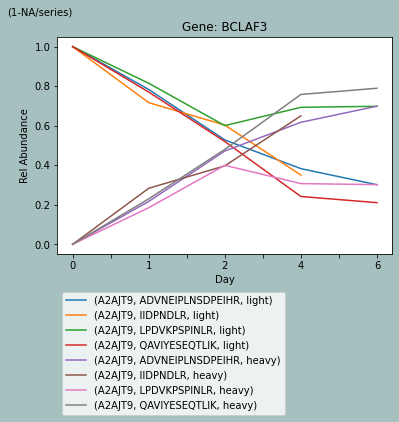 (1-NA/series)
Gene: BCLAF3
1.0
0.8
0.6
0.4
0.2
0.0
Rel Abundance
0 1 2 4 6
Day
(A2AJT9, ADVNEIPLNSDPEIHR, light)
(A2AJT9, IIDPNDLR, light)
(A2AJT9, LPDVKPSPINLR, light)
(A2AJT9, QAVIYESEQTLIK, light)
(A2AJT9, ADVNEIPLNSDPEIHR, heavy)
(A2AJT9, IIDPNDLR, heavy)
(A2AJT9, LPDVKPSPINLR, heavy)
(A2AJT9, QAVIYESEQTLIK, heavy)